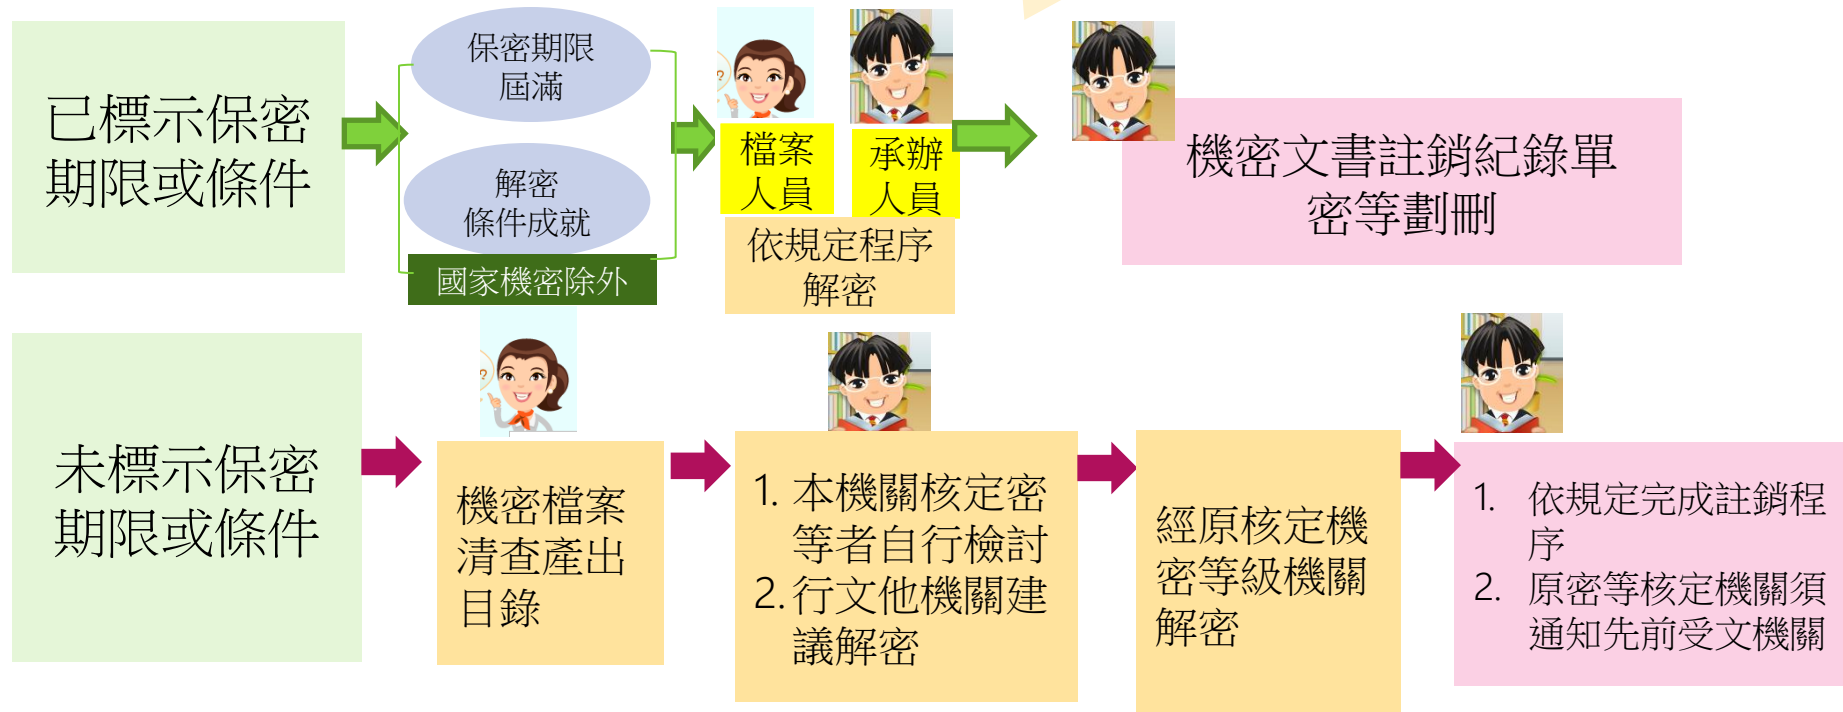 已標示保密
期限或條件
保密期限
屆滿
解密
條件成就
國家機密除外
檔案
人員
承辦
人員
依規定程序
解密
機密文書註銷紀錄單
密等劃刪
未標示保密
期限或條件
機密檔案
清查產出
目錄
1. 本機關核定密
等者自行檢討
2. 行文他機關建
議解密
經原核定機
密等級機關
解密
1. 依規定完成註銷程
序
2. 原密等核定機關須
通知先前受文機關